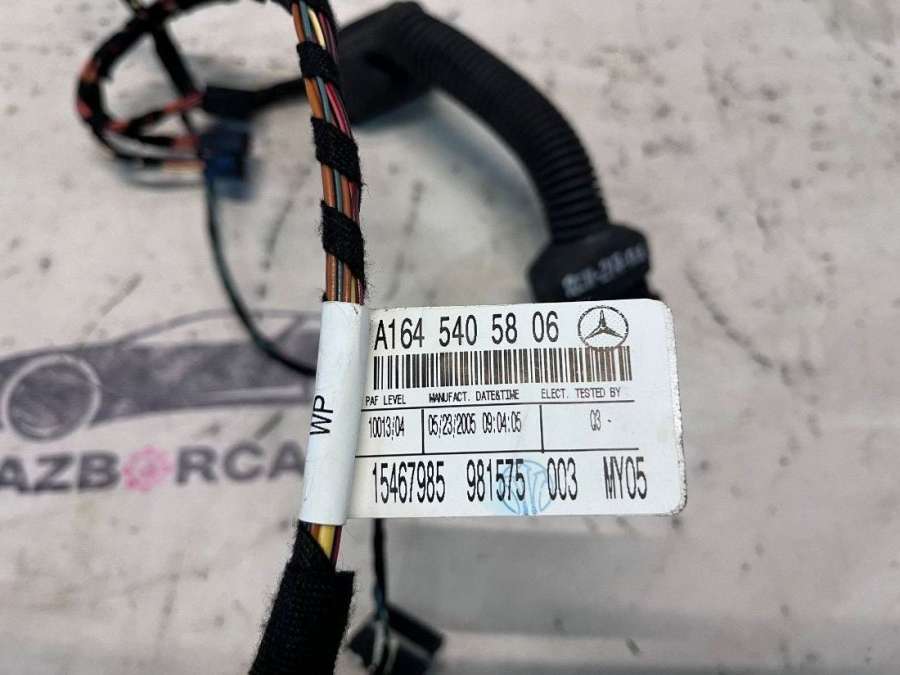 A164 540 58 06
PAF LEVEL MANUFACT. DATE&TIME ELECT. TESTED BY
10013/04 05/23/2005 09:04:05 Q3 -
15467985 981575 003 MY05
WP
AZBORCA